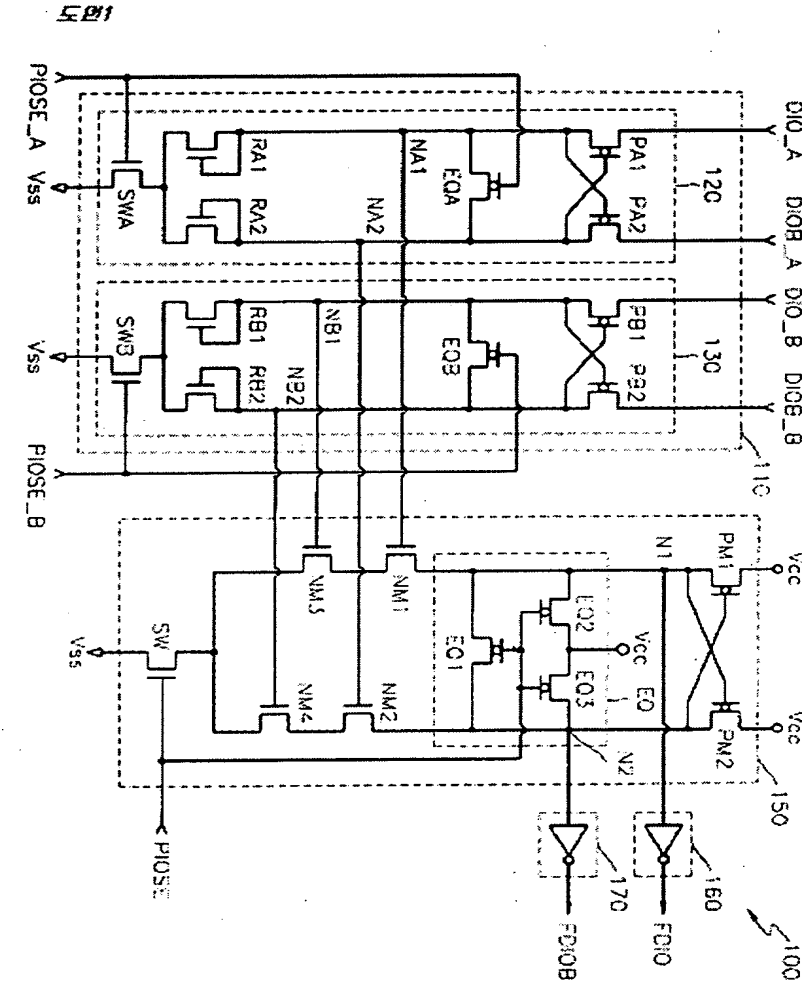 도면1
100
DIO_A
DIOB_A
DIO_B
DIOB_B
110
120
130
PA1
PA2
PB1
PB2
EQA
EQB
NA1
NA2
NB1
NB2
RA1
RA2
RB1
RB2
SWA
SWB
Vss
Vss
PIOSE_A
PIOSE_B
Vcc
Vcc
150
PM1
PM2
N1
N2
Vcc
EQ
EQ1
EQ2
EQ3
NM1
NM2
NM3
NM4
SW
Vss
PIOSE
160
170
FDIO
FDIOB